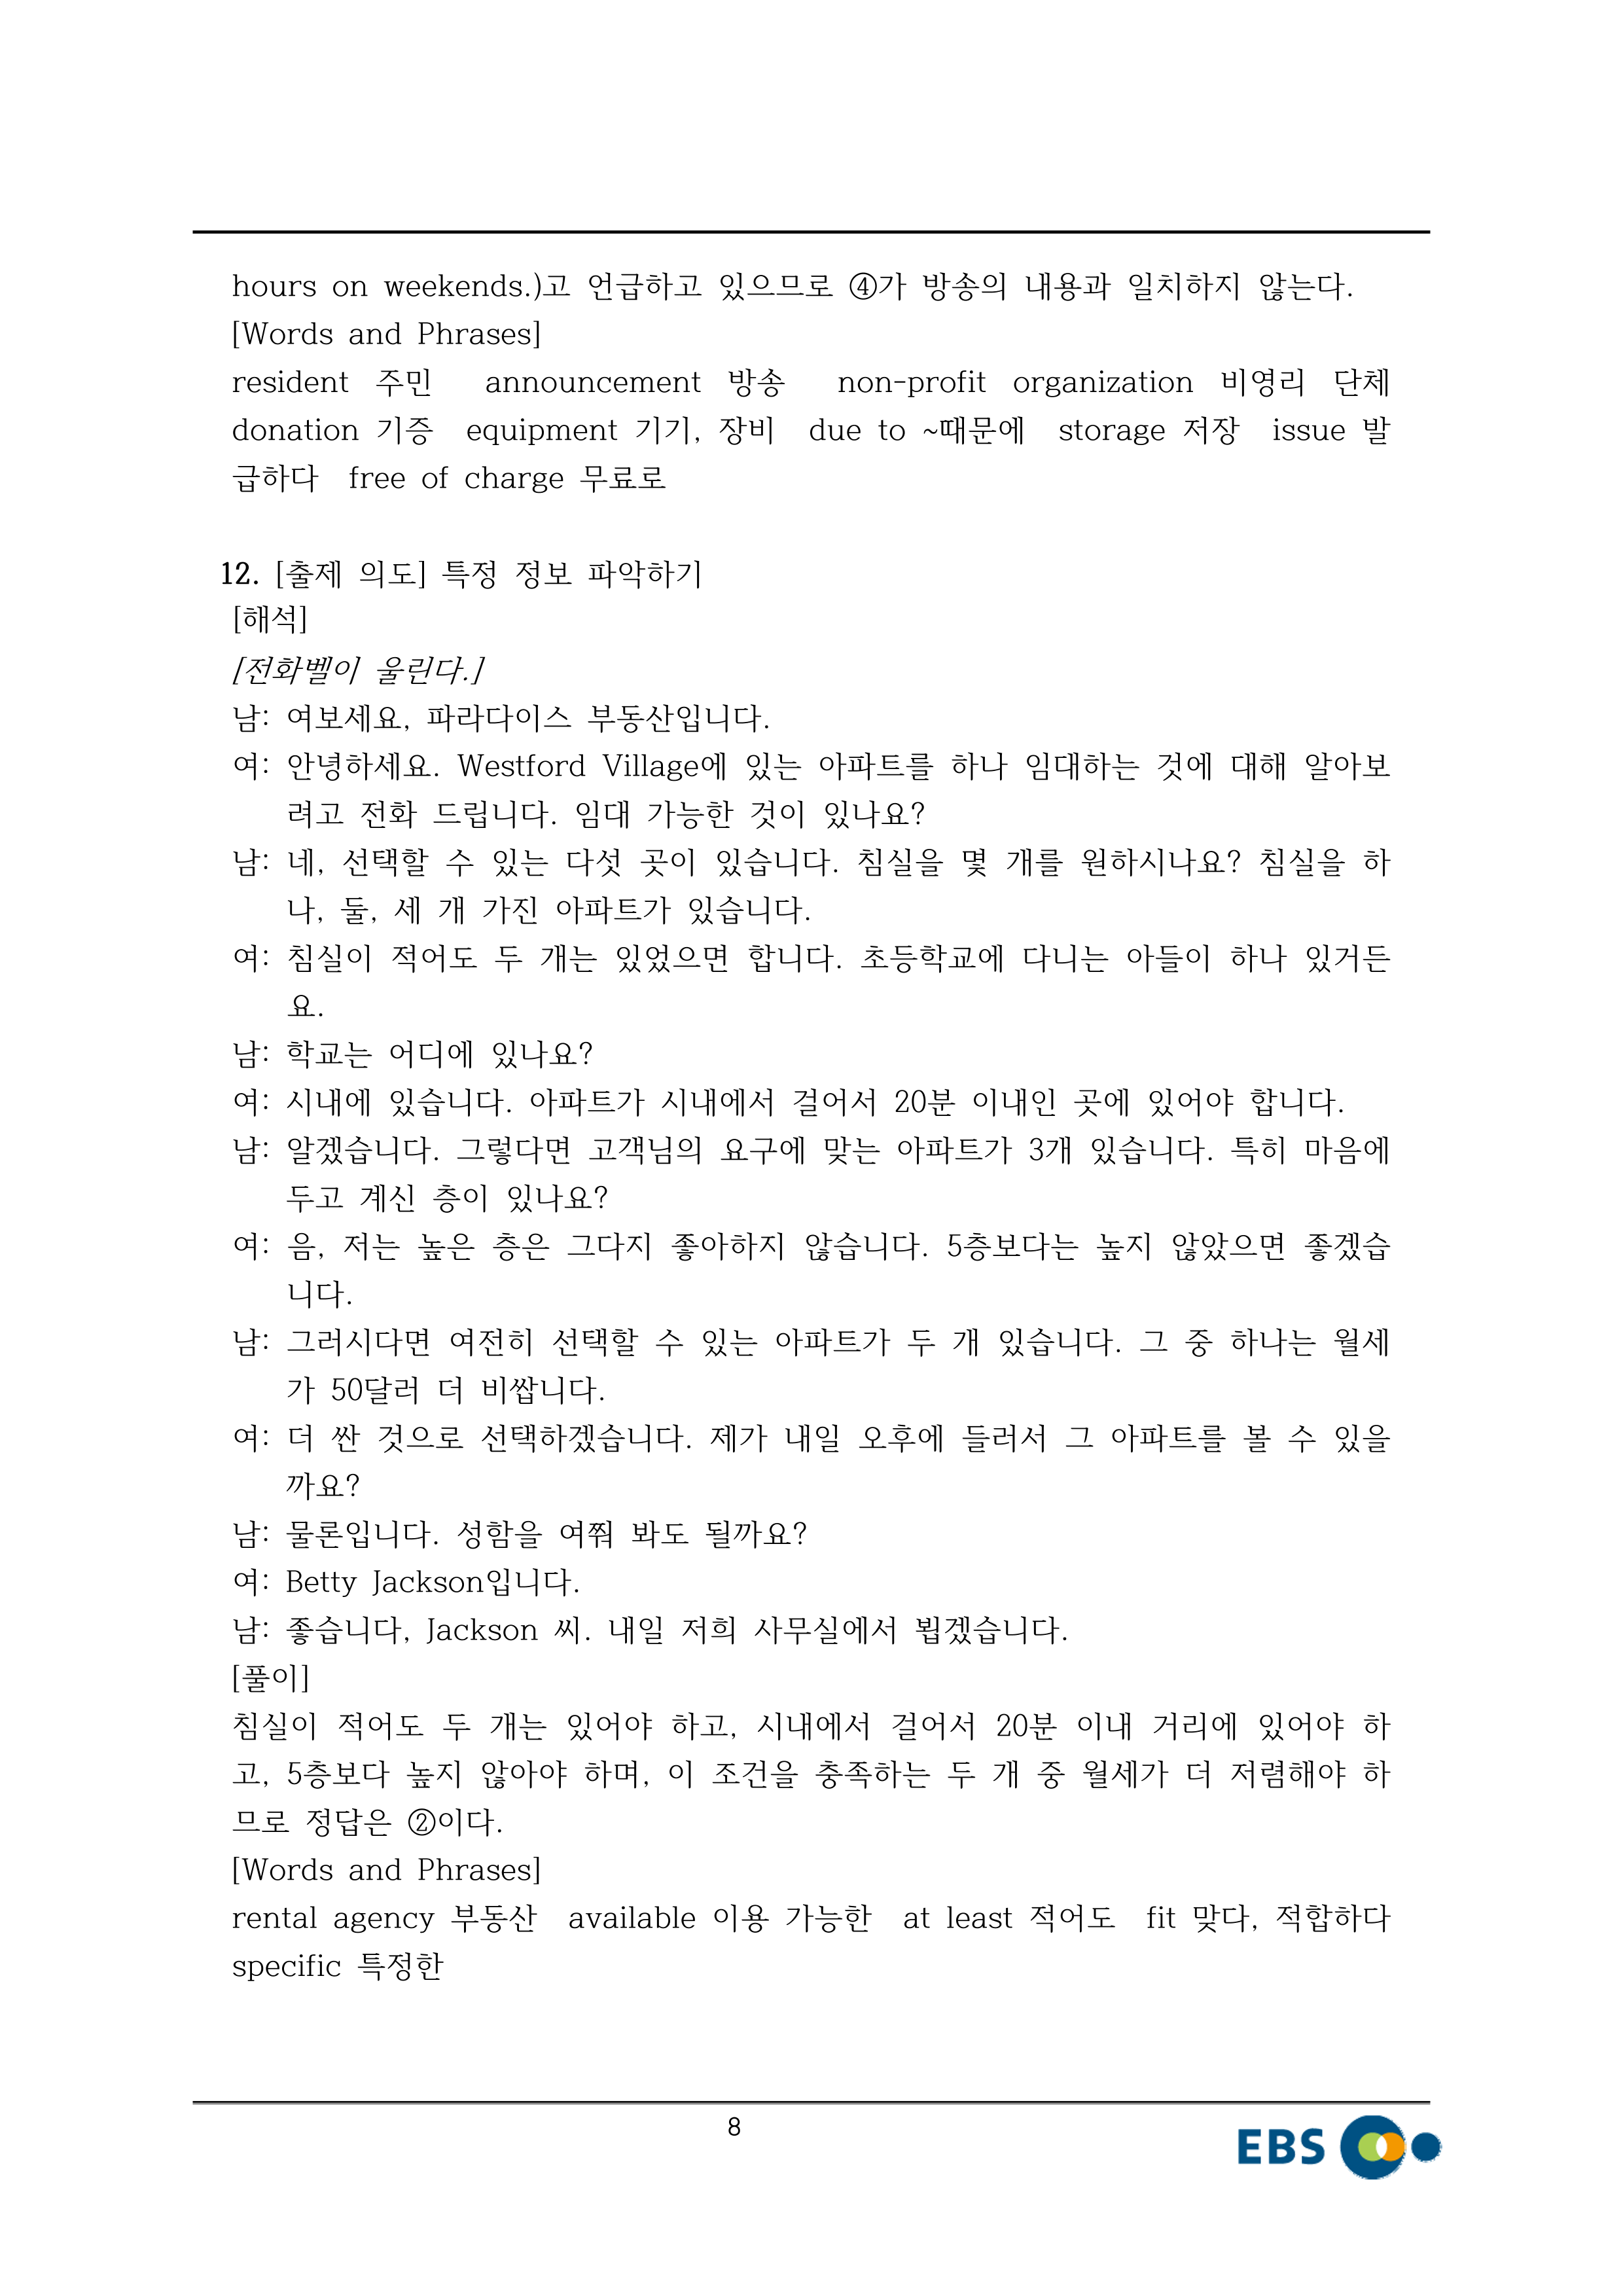 hours on weekends.)고 언급하고 있으므로 ④가 방송의 내용과 일치하지 않는다.
[Words and Phrases]
resident 주민 announcement 방송 non-profit organization 비영리 단체
donation 기증 equipment 기기, 장비 due to ~때문에 storage 저장 issue 발
급하다 free of charge 무료로
12. [출제 의도] 특정 정보 파악하기
[해석]
[전화벨이 울린다.]
남: 여보세요, 파라다이스 부동산입니다.
여: 안녕하세요. Westford Village에 있는 아파트를 하나 임대하는 것에 대해 알아보
려고 전화 드립니다. 임대 가능한 것이 있나요?
남: 네, 선택할 수 있는 다섯 곳이 있습니다. 침실을 몇 개를 원하시나요? 침실을 하
나, 둘, 세 개 가진 아파트가 있습니다.
여: 침실이 적어도 두 개는 있었으면 합니다. 초등학교에 다니는 아들이 하나 있거든
요.
남: 학교는 어디에 있나요?
여: 시내에 있습니다. 아파트가 시내에서 걸어서 20분 이내인 곳에 있어야 합니다.
남: 알겠습니다. 그렇다면 고객님의 요구에 맞는 아파트가 3개 있습니다. 특히 마음에
두고 계신 층이 있나요?
여: 음, 저는 높은 층은 그다지 좋아하지 않습니다. 5층보다는 높지 않았으면 좋겠습
니다.
남: 그러시다면 여전히 선택할 수 있는 아파트가 두 개 있습니다. 그 중 하나는 월세
가 50달러 더 비쌉니다.
여: 더 싼 것으로 선택하겠습니다. 제가 내일 오후에 들러서 그 아파트를 볼 수 있을
까요?
남: 물론입니다. 성함을 여쭤 봐도 될까요?
여: Betty Jackson입니다.
남: 좋습니다, Jackson 씨. 내일 저희 사무실에서 뵙겠습니다.
[풀이]
침실이 적어도 두 개는 있어야 하고, 시내에서 걸어서 20분 이내 거리에 있어야 하
고, 5층보다 높지 않아야 하며, 이 조건을 충족하는 두 개 중 월세가 더 저렴해야 하
므로 정답은 ②이다.
[Words and Phrases]
rental agency 부동산 available 이용 가능한 at least 적어도 fit 맞다, 적합하다
specific 특정한
8
EBS